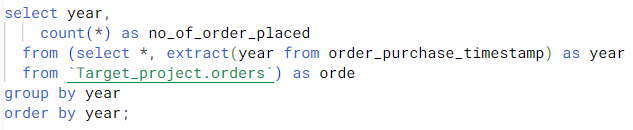 select year,
count(*) as no_of_order_placed
from (select *, extract(year from order_purchase_timestamp) as year
from `Target_project.orders`) as orde
group by year
order by year;